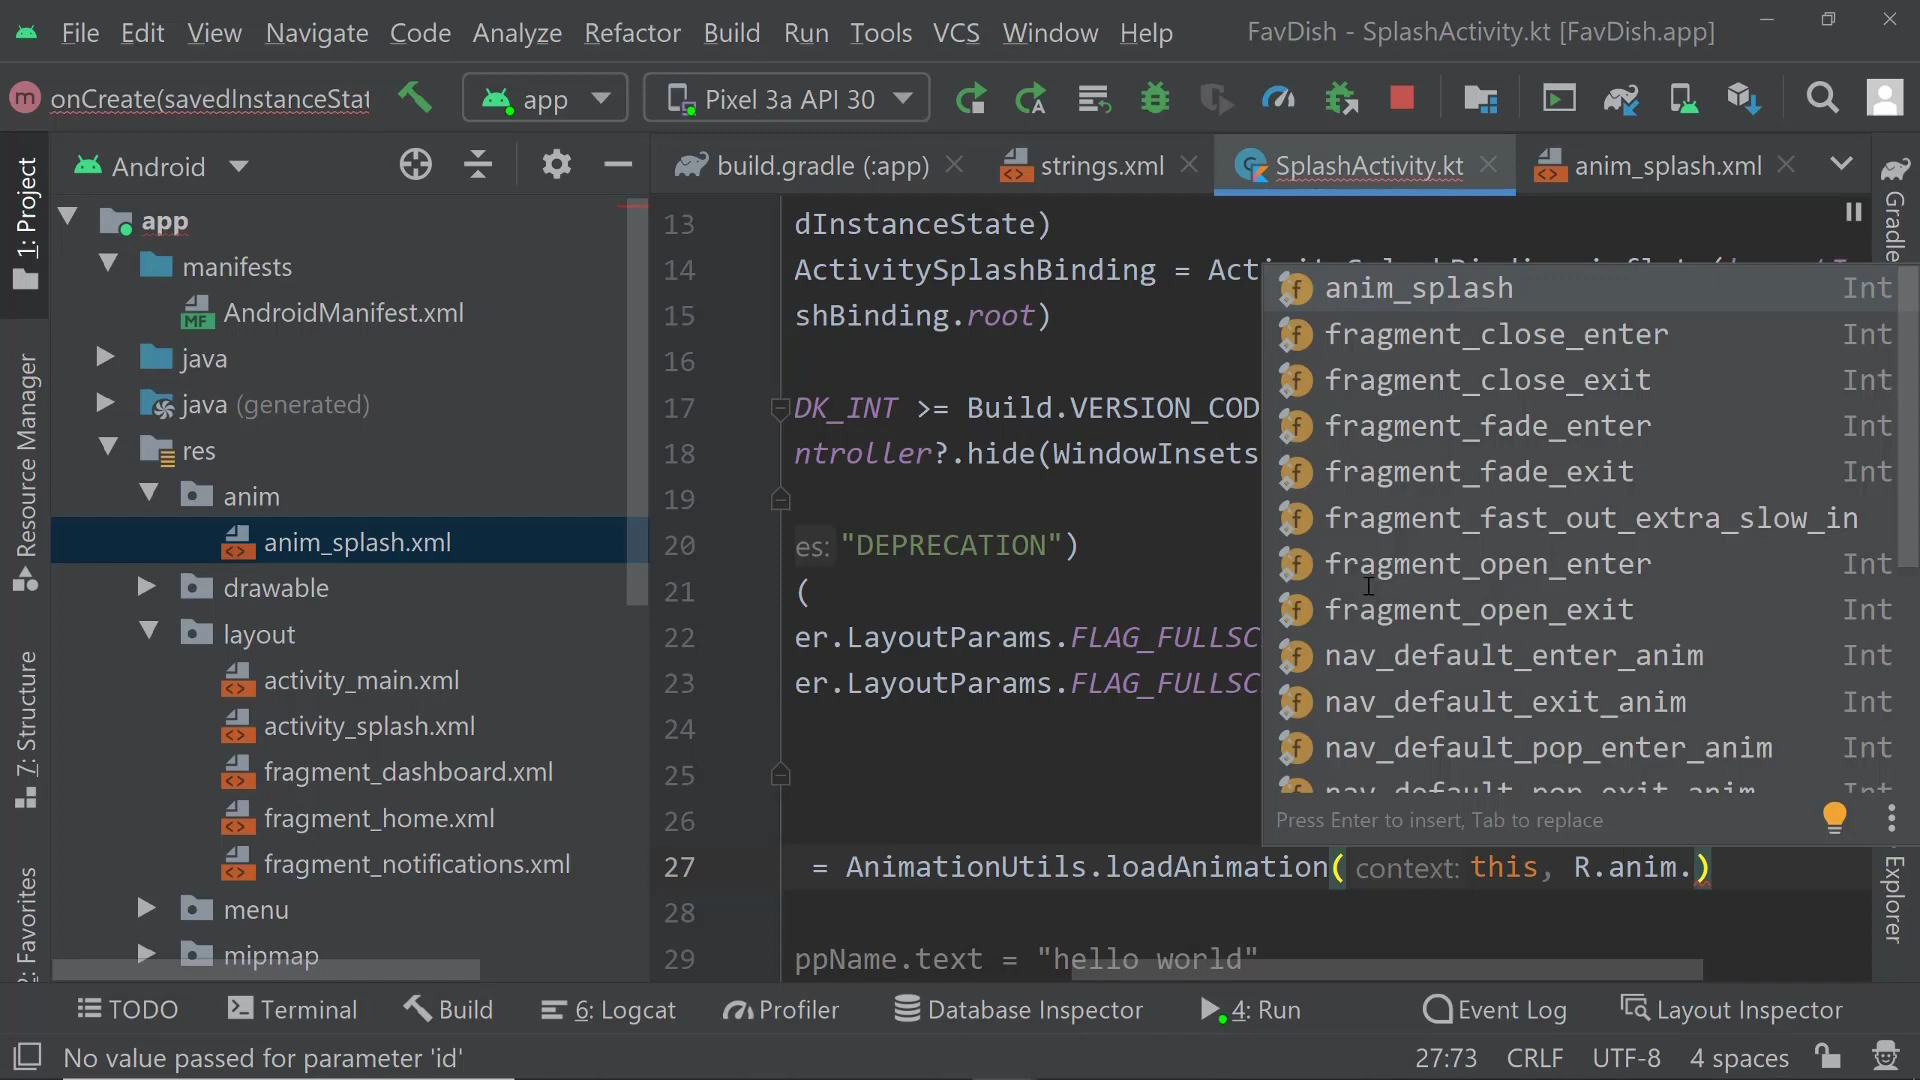 File Edit View Navigate Code Analyze Refactor Build Run Tools VCS Window Help FavDish - SplashActivity.kt [FavDish.app]
m onCreate(savedInstanceStat app Pixel 3a API 30
Android build.gradle (:app) strings.xml SplashActivity.kt anim_splash.xml
1: Project
Resource Manager
7: Structure
Favorites
app
manifests
MF AndroidManifest.xml
java
java (generated)
res
anim
anim_splash.xml
drawable
layout
activity_main.xml
activity_splash.xml
fragment_dashboard.xml
fragment_home.xml
fragment_notifications.xml
menu
mipmap
13 dInstanceState)
14 ActivitySplashBinding = Act
15 shBinding.root)
16
17 DK_INT >= Build.VERSION_COD
18 ntroller?.hide(WindowInsets
19
20 es: "DEPRECATION")
21 (
22 er.LayoutParams.FLAG_FULLSC
23 er.LayoutParams.FLAG_FULLSC
24
25
26
27 = AnimationUtils.loadAnimation( context: this, R.anim.)
28
29 ppName.text = "hello world"
anim_splash Int
fragment_close_enter Int
fragment_close_exit Int
fragment_fade_enter Int
fragment_fade_exit Int
fragment_fast_out_extra_slow_in
fragment_open_enter Int
fragment_open_exit Int
nav_default_enter_anim Int
nav_default_exit_anim Int
nav_default_pop_enter_anim Int
nav_default_pop_exit_anim Int
Press Enter to insert, Tab to replace
Gradle
Explorer
TODO Terminal Build 6: Logcat Profiler Database Inspector 4: Run Event Log Layout Inspector
No value passed for parameter 'id' 27:73 CRLF UTF-8 4 spaces